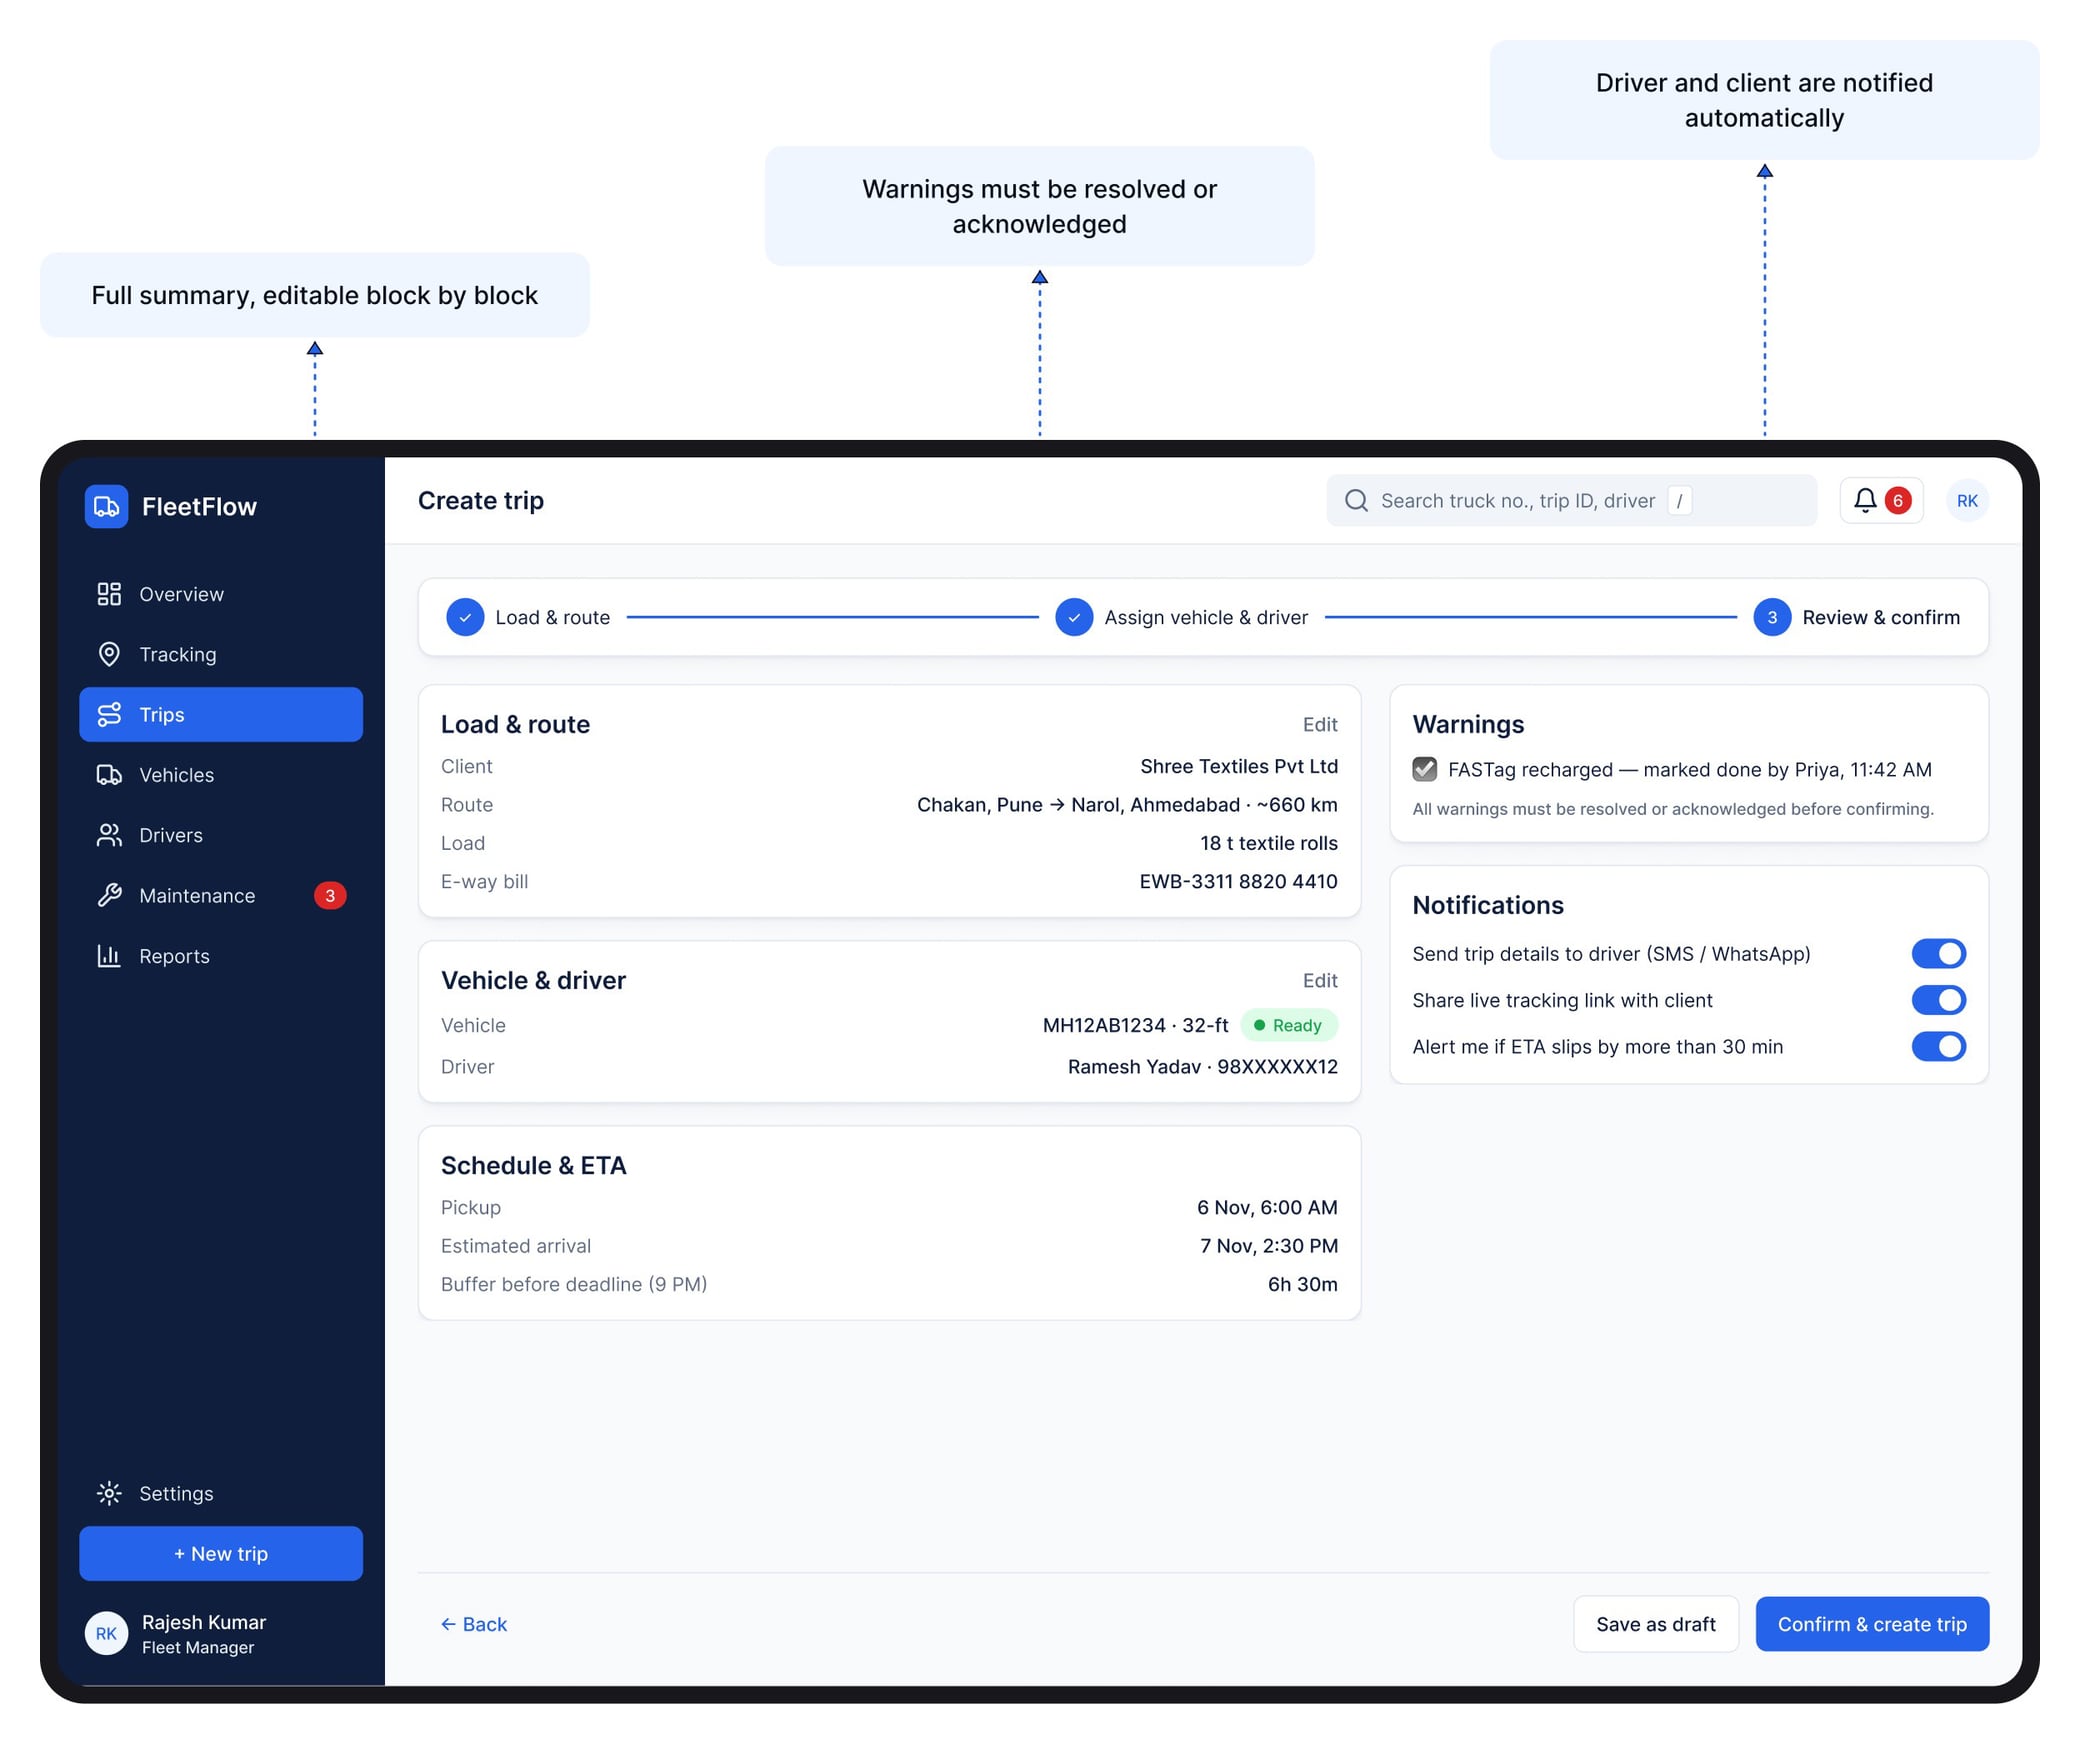 Driver and client are notified
automatically
Warnings must be resolved or
acknowledged
Full summary, editable block by block
FleetFlow
Overview
Tracking
Trips
Vehicles
Drivers
Maintenance 3
Reports
Settings
+ New trip
RK
Rajesh Kumar
Fleet Manager
Create trip
Search truck no., trip ID, driver /
6
RK
Load & route
Assign vehicle & driver
3 Review & confirm
Load & route Edit
Client Shree Textiles Pvt Ltd
Route Chakan, Pune → Narol, Ahmedabad · ~660 km
Load 18 t textile rolls
E-way bill EWB-3311 8820 4410
Vehicle & driver Edit
Vehicle MH12AB1234 · 32-ft Ready
Driver Ramesh Yadav · 98XXXXXX12
Schedule & ETA
Pickup 6 Nov, 6:00 AM
Estimated arrival 7 Nov, 2:30 PM
Buffer before deadline (9 PM) 6h 30m
Warnings
FASTag recharged — marked done by Priya, 11:42 AM
All warnings must be resolved or acknowledged before confirming.
Notifications
Send trip details to driver (SMS / WhatsApp)
Share live tracking link with client
Alert me if ETA slips by more than 30 min
← Back
Save as draft
Confirm & create trip